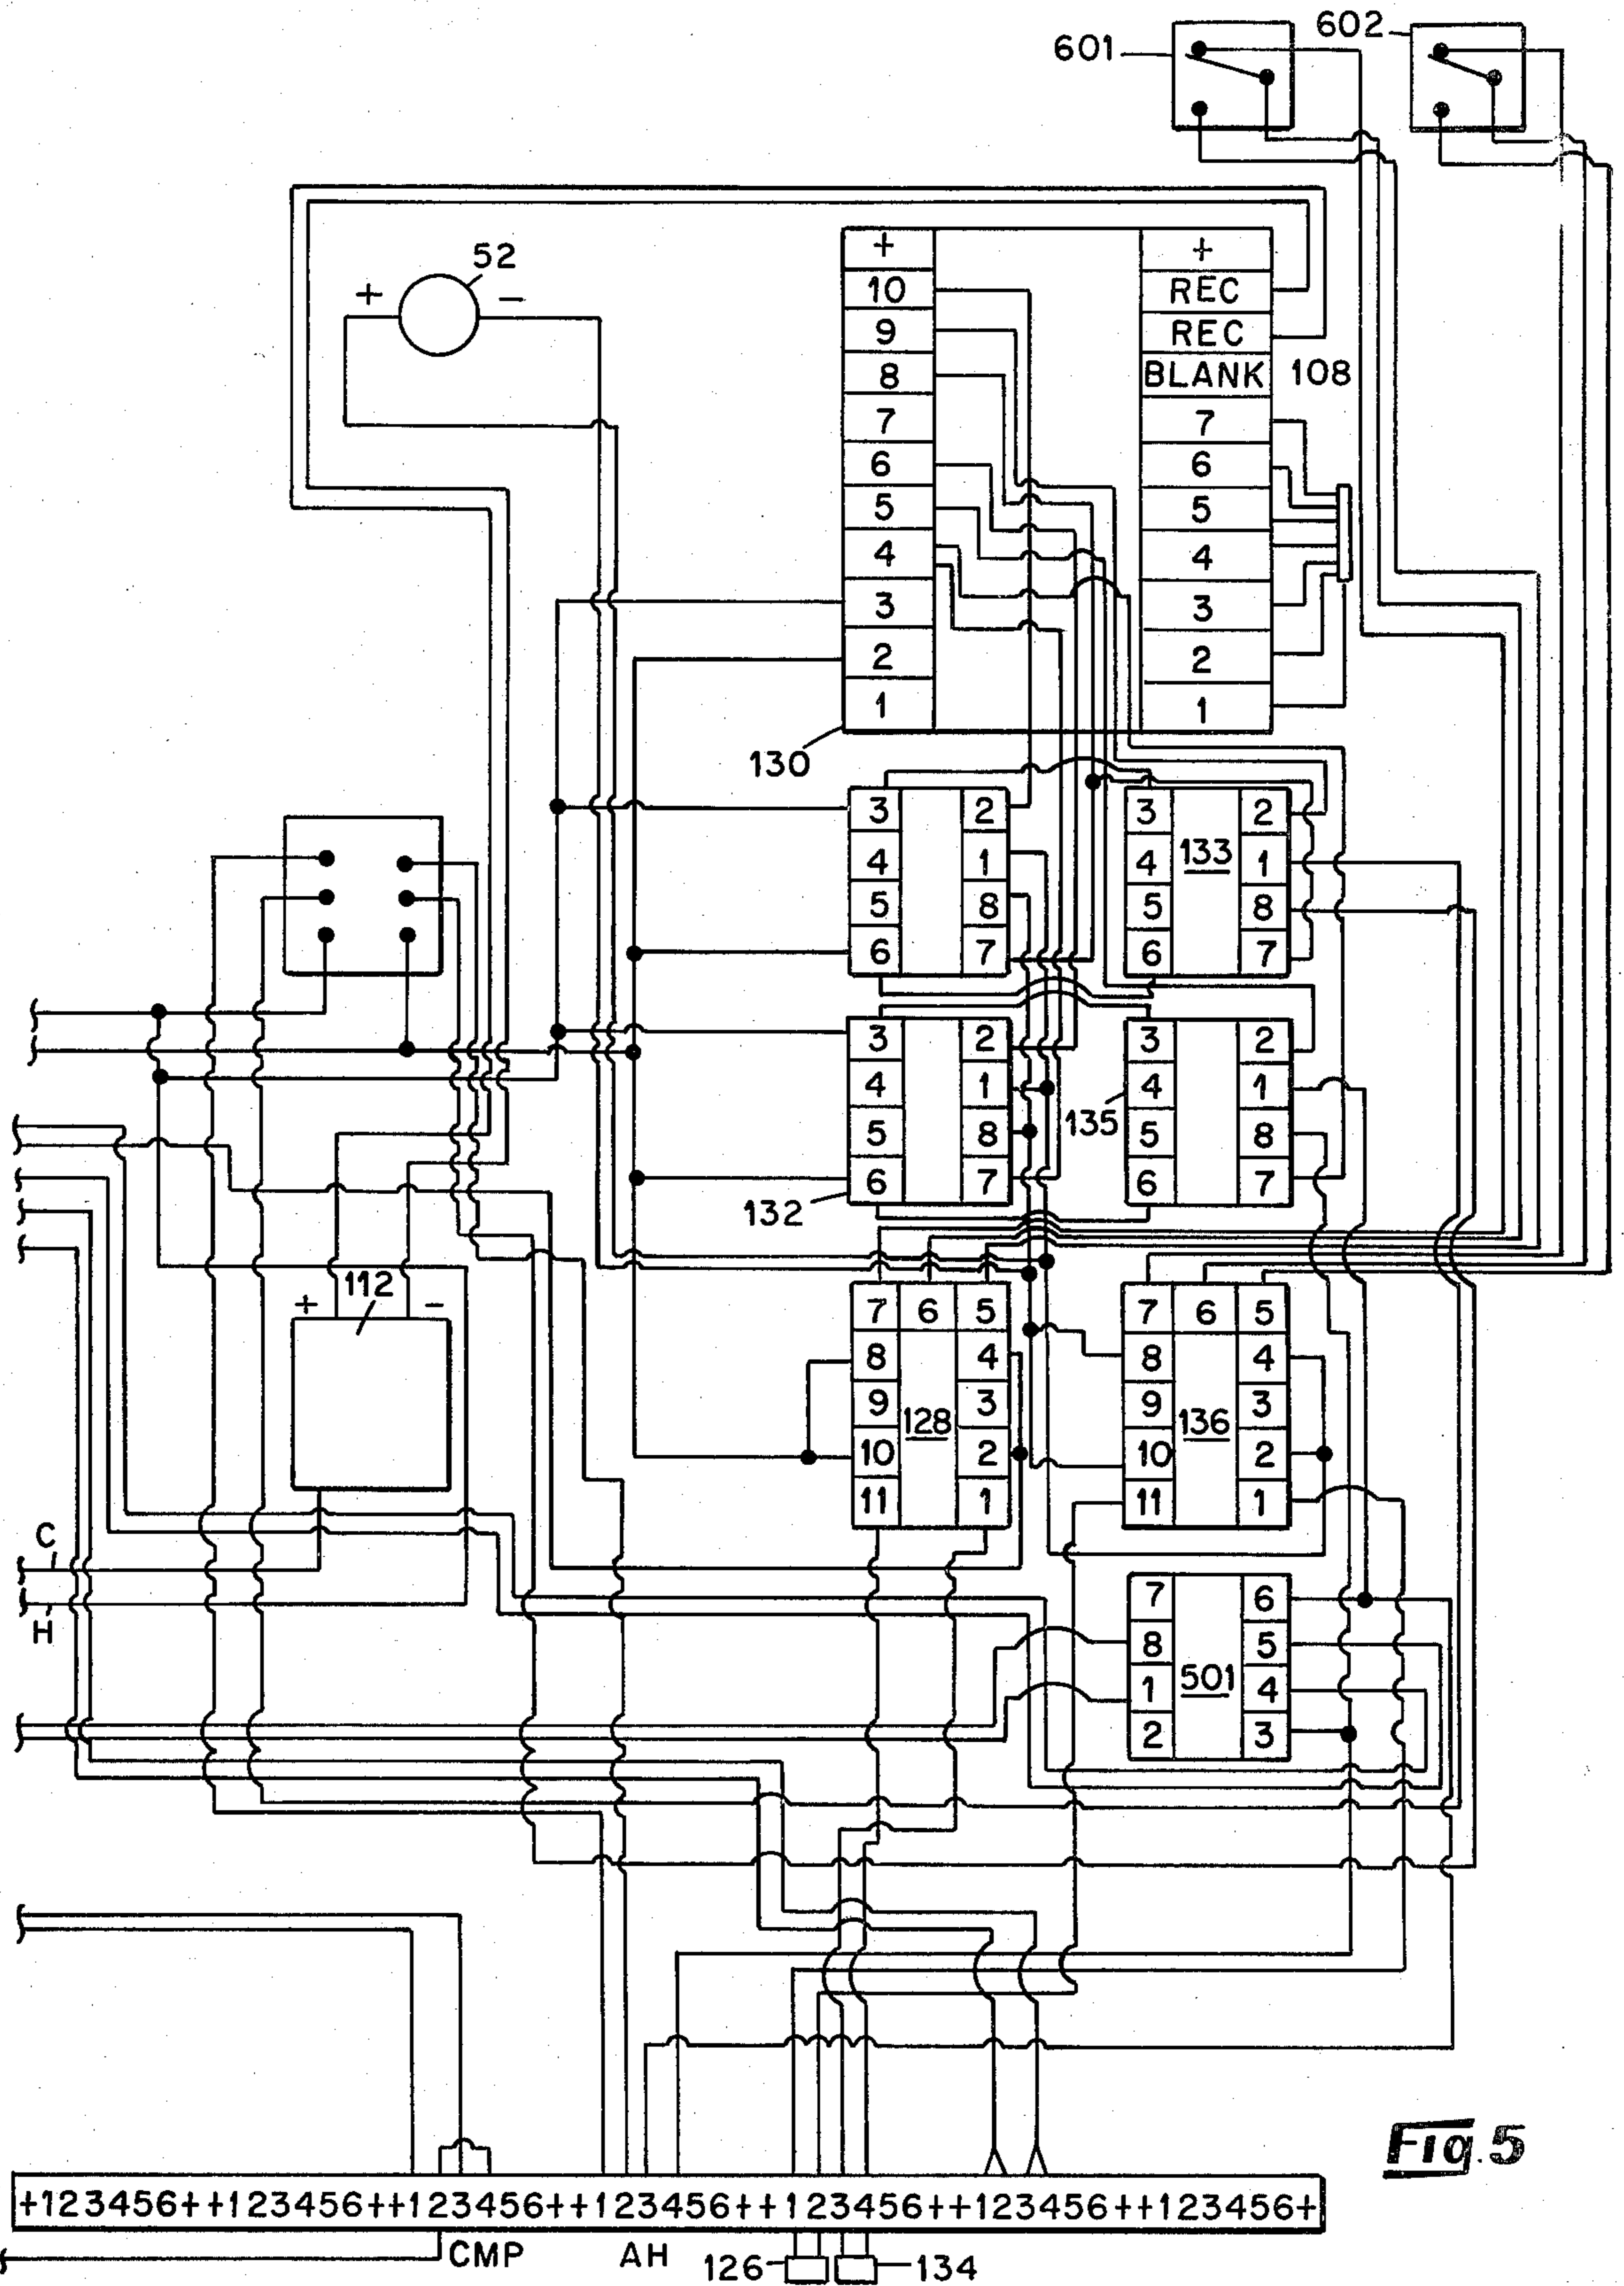 601
602
52
+ -
+ +
10 REC
9 REC
8 BLANK 108
7 7
6 6
5 5
4 4
3 3
2 2
1 1
130
3 2 3 133 2
4 1 4 1
5 8 5 8
6 7 6 7
3 2 3 2
4 1 4 1
135
5 8 5 8
6 7 6 7
132
112
+ -
7 6 5 7 6 5
8 4 8 4
9 128 3 9 136 3
10 2 10 2
11 1 11 1
C
H
7 6
8 5
1 501 4
2 3
Fig. 5
+123456++123456++123456++123456++123456++123456++123456+
CMP AH 126 134